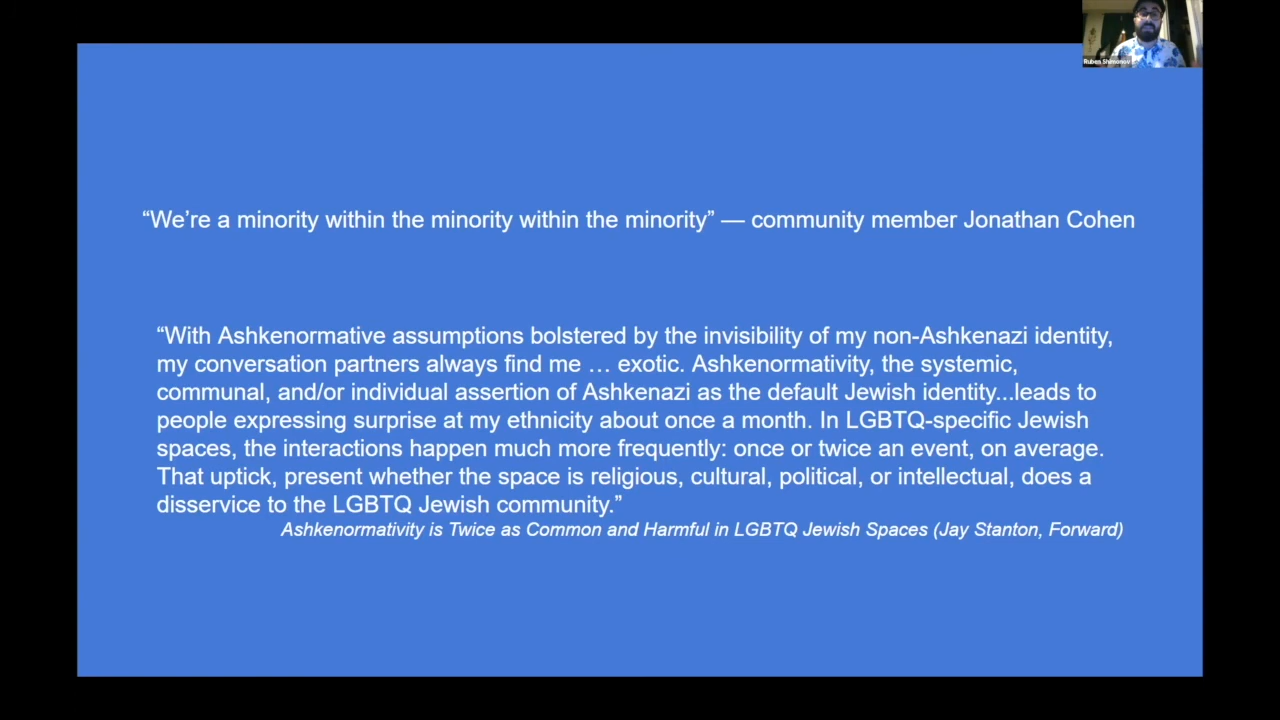 Ruben Shimonov
“We’re a minority within the minority within the minority” — community member Jonathan Cohen
“With Ashkenormative assumptions bolstered by the invisibility of my non-Ashkenazi identity,
my conversation partners always find me … exotic. Ashkenormativity, the systemic,
communal, and/or individual assertion of Ashkenazi as the default Jewish identity...leads to
people expressing surprise at my ethnicity about once a month. In LGBTQ-specific Jewish
spaces, the interactions happen much more frequently: once or twice an event, on average.
That uptick, present whether the space is religious, cultural, political, or intellectual, does a
disservice to the LGBTQ Jewish community.”
Ashkenormativity is Twice as Common and Harmful in LGBTQ Jewish Spaces (Jay Stanton, Forward)